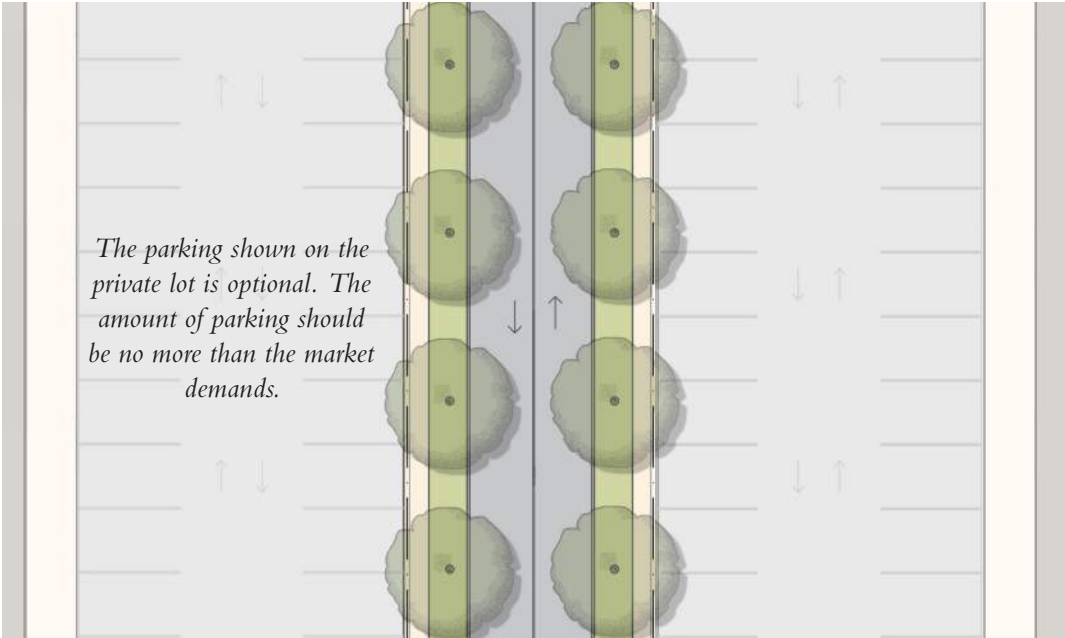 The parking shown on the
private lot is optional. The
amount of parking should
be no more than the market
demands.